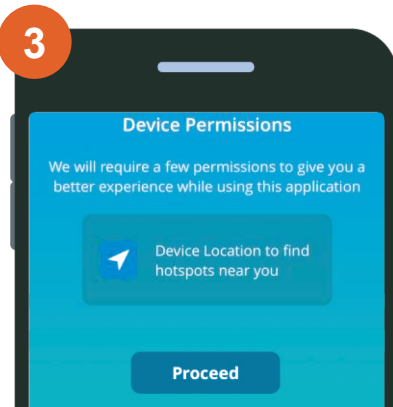 3
Device Permissions
We will require a few permissions to give you a
better experience while using this application
Device Location to find
hotspots near you
Proceed